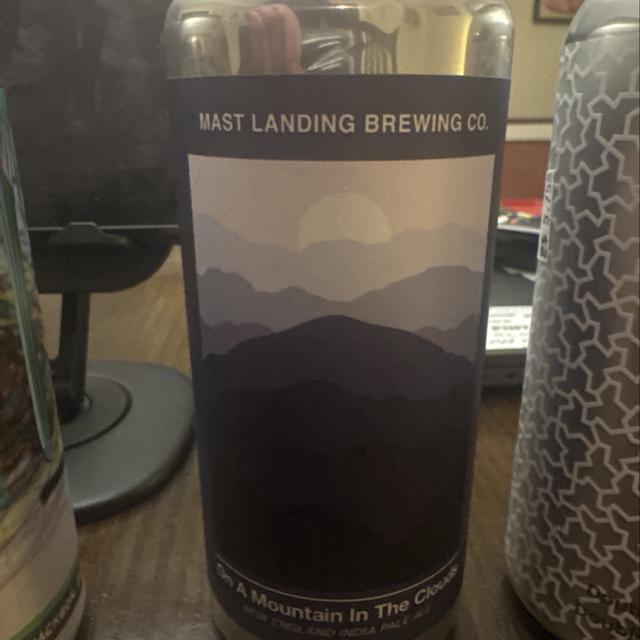 MAST LANDING BREWING CO.
On A Mountain In The Clouds
NEW ENGLAND INDIA PALE ALE